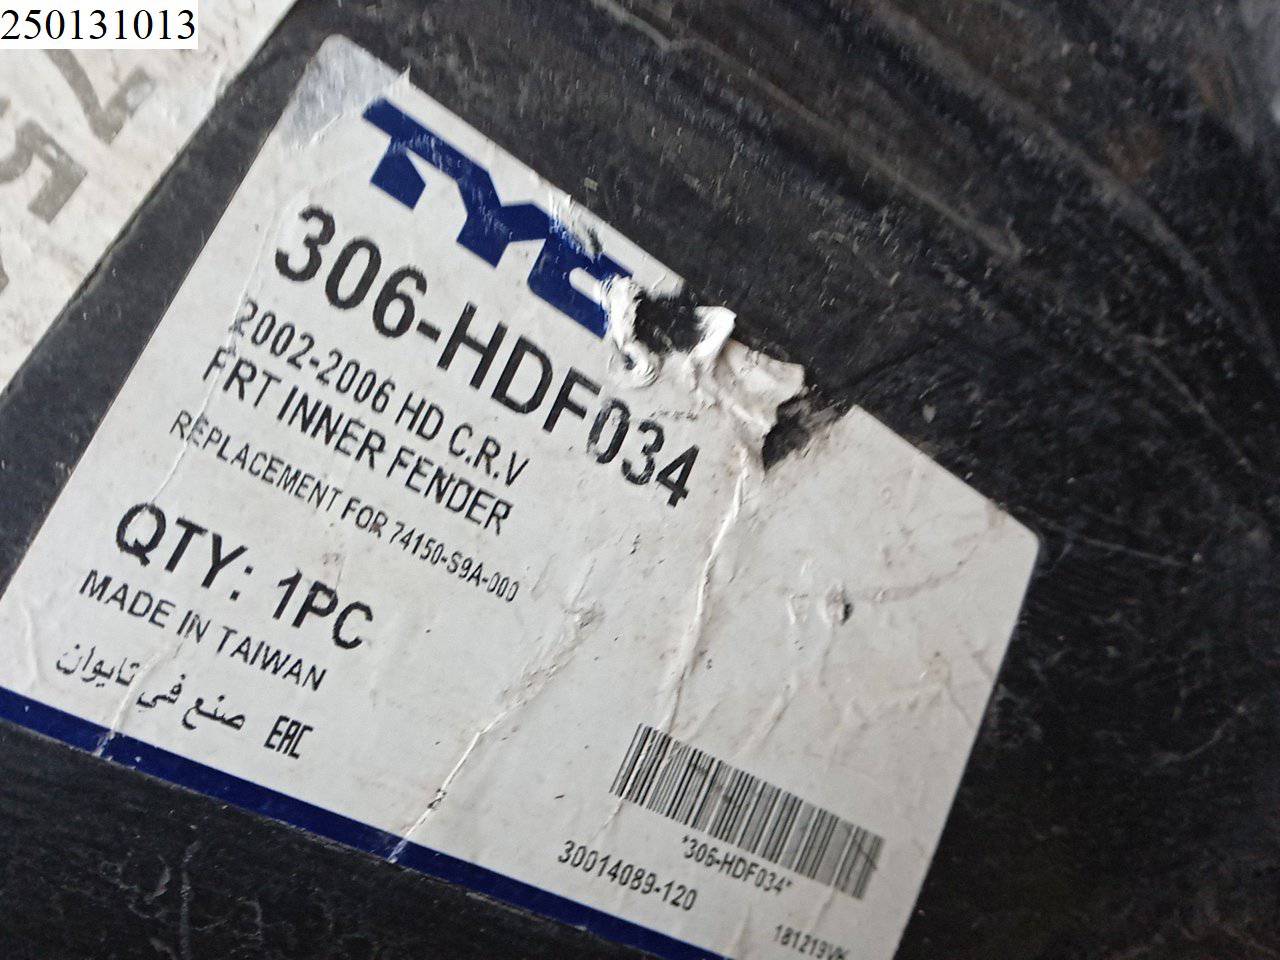 250131013
TYC
306-HDF034
2002-2006 HD C.R.V
FRT INNER FENDER
REPLACEMENT FOR 74150-S9A-000
QTY: 1PC
MADE IN TAIWAN
صنع في تايوان EAC
*306-HDF034*
30014089-120
181219VK